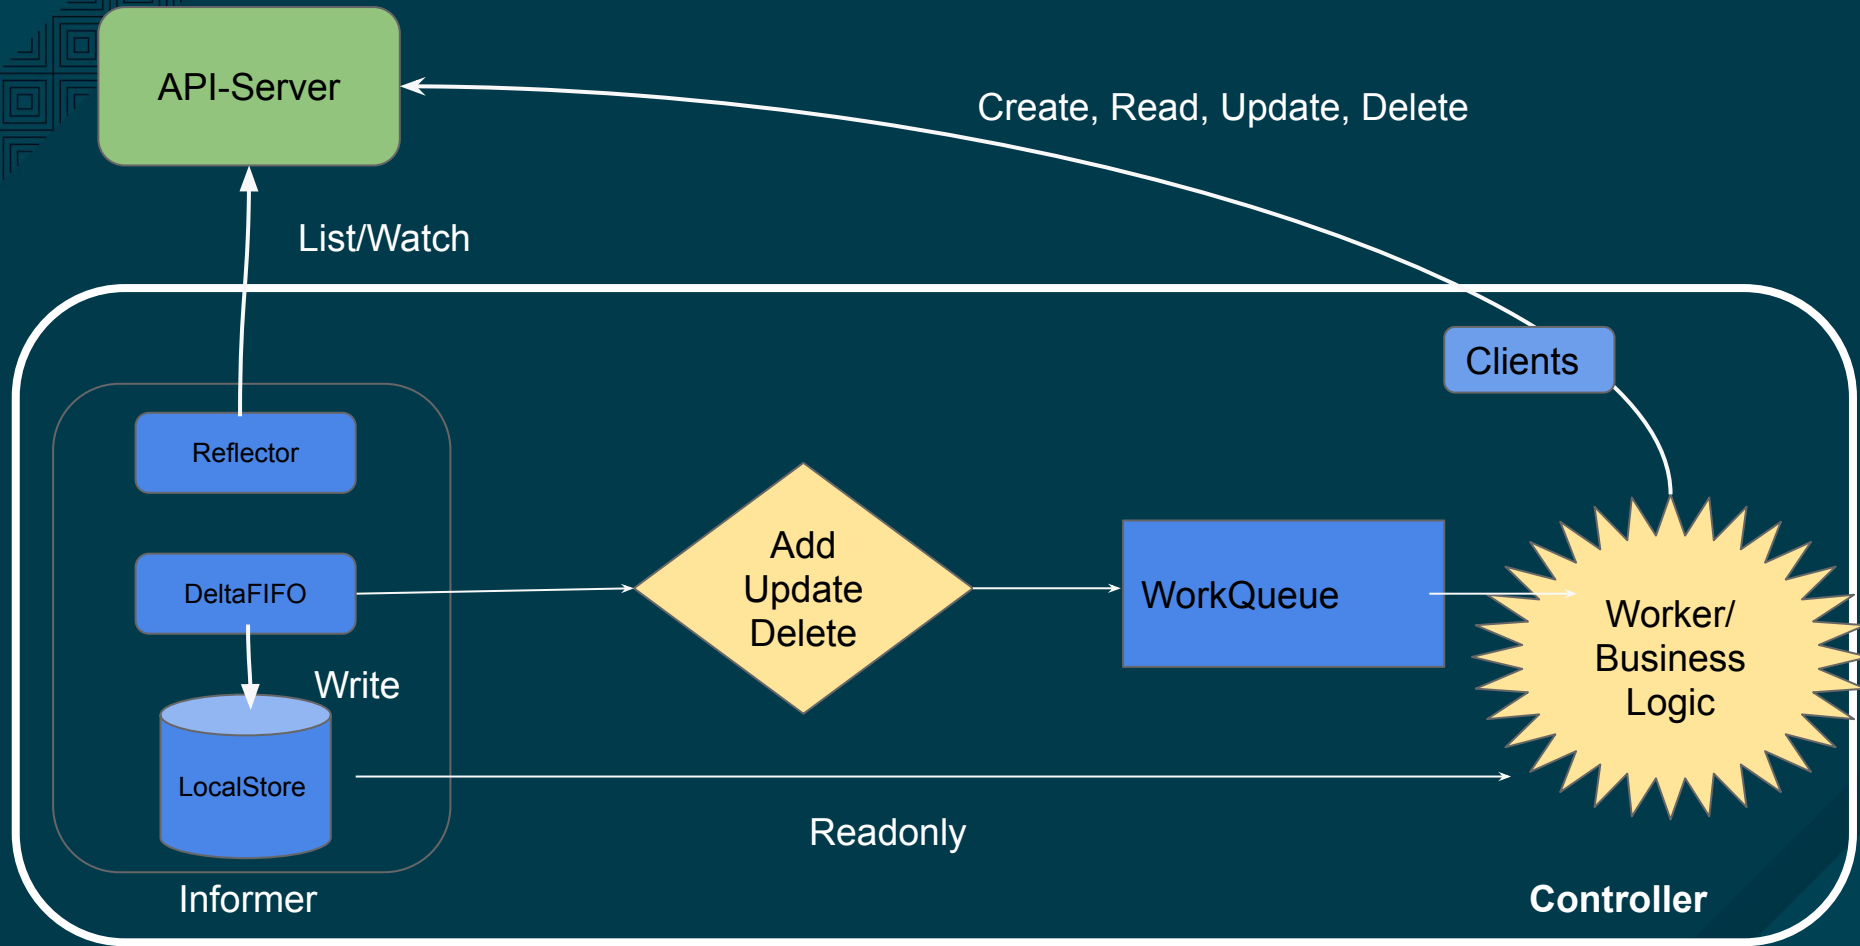 API-Server
Create, Read, Update, Delete
List/Watch
Clients
Reflector
DeltaFIFO
Add
Update
Delete
WorkQueue
Worker/
Business
Logic
Write
LocalStore
Readonly
Informer
Controller